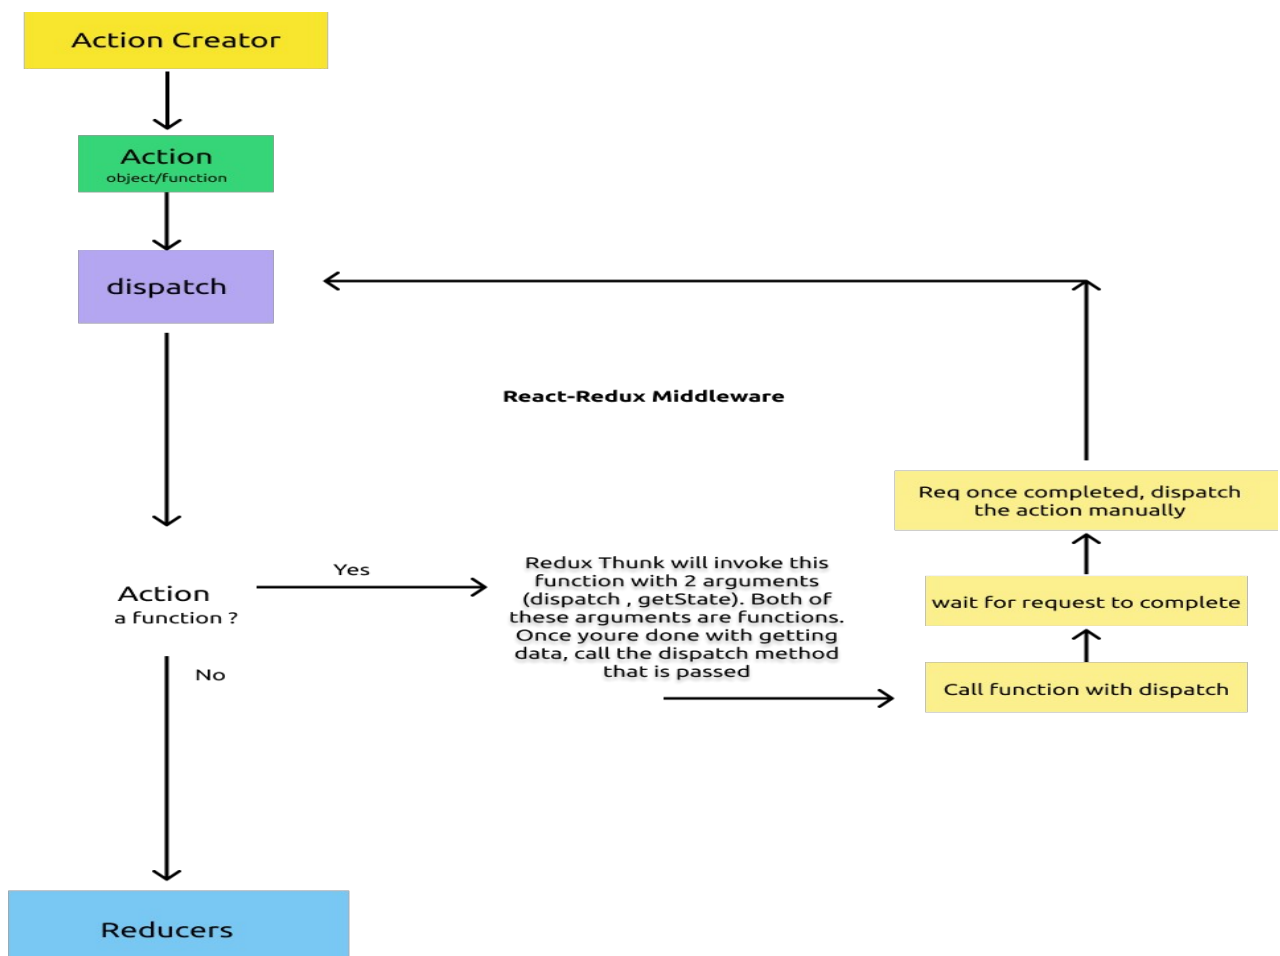 Action Creator
Action
object/function
dispatch
React-Redux Middleware
Req once completed, dispatch
the action manually
wait for request to complete
Call function with dispatch
Action
a function ?
Yes
No
Redux Thunk will invoke this
function with 2 arguments
(dispatch , getState). Both of
these arguments are functions.
Once youre done with getting
data, call the dispatch method
that is passed
Reducers